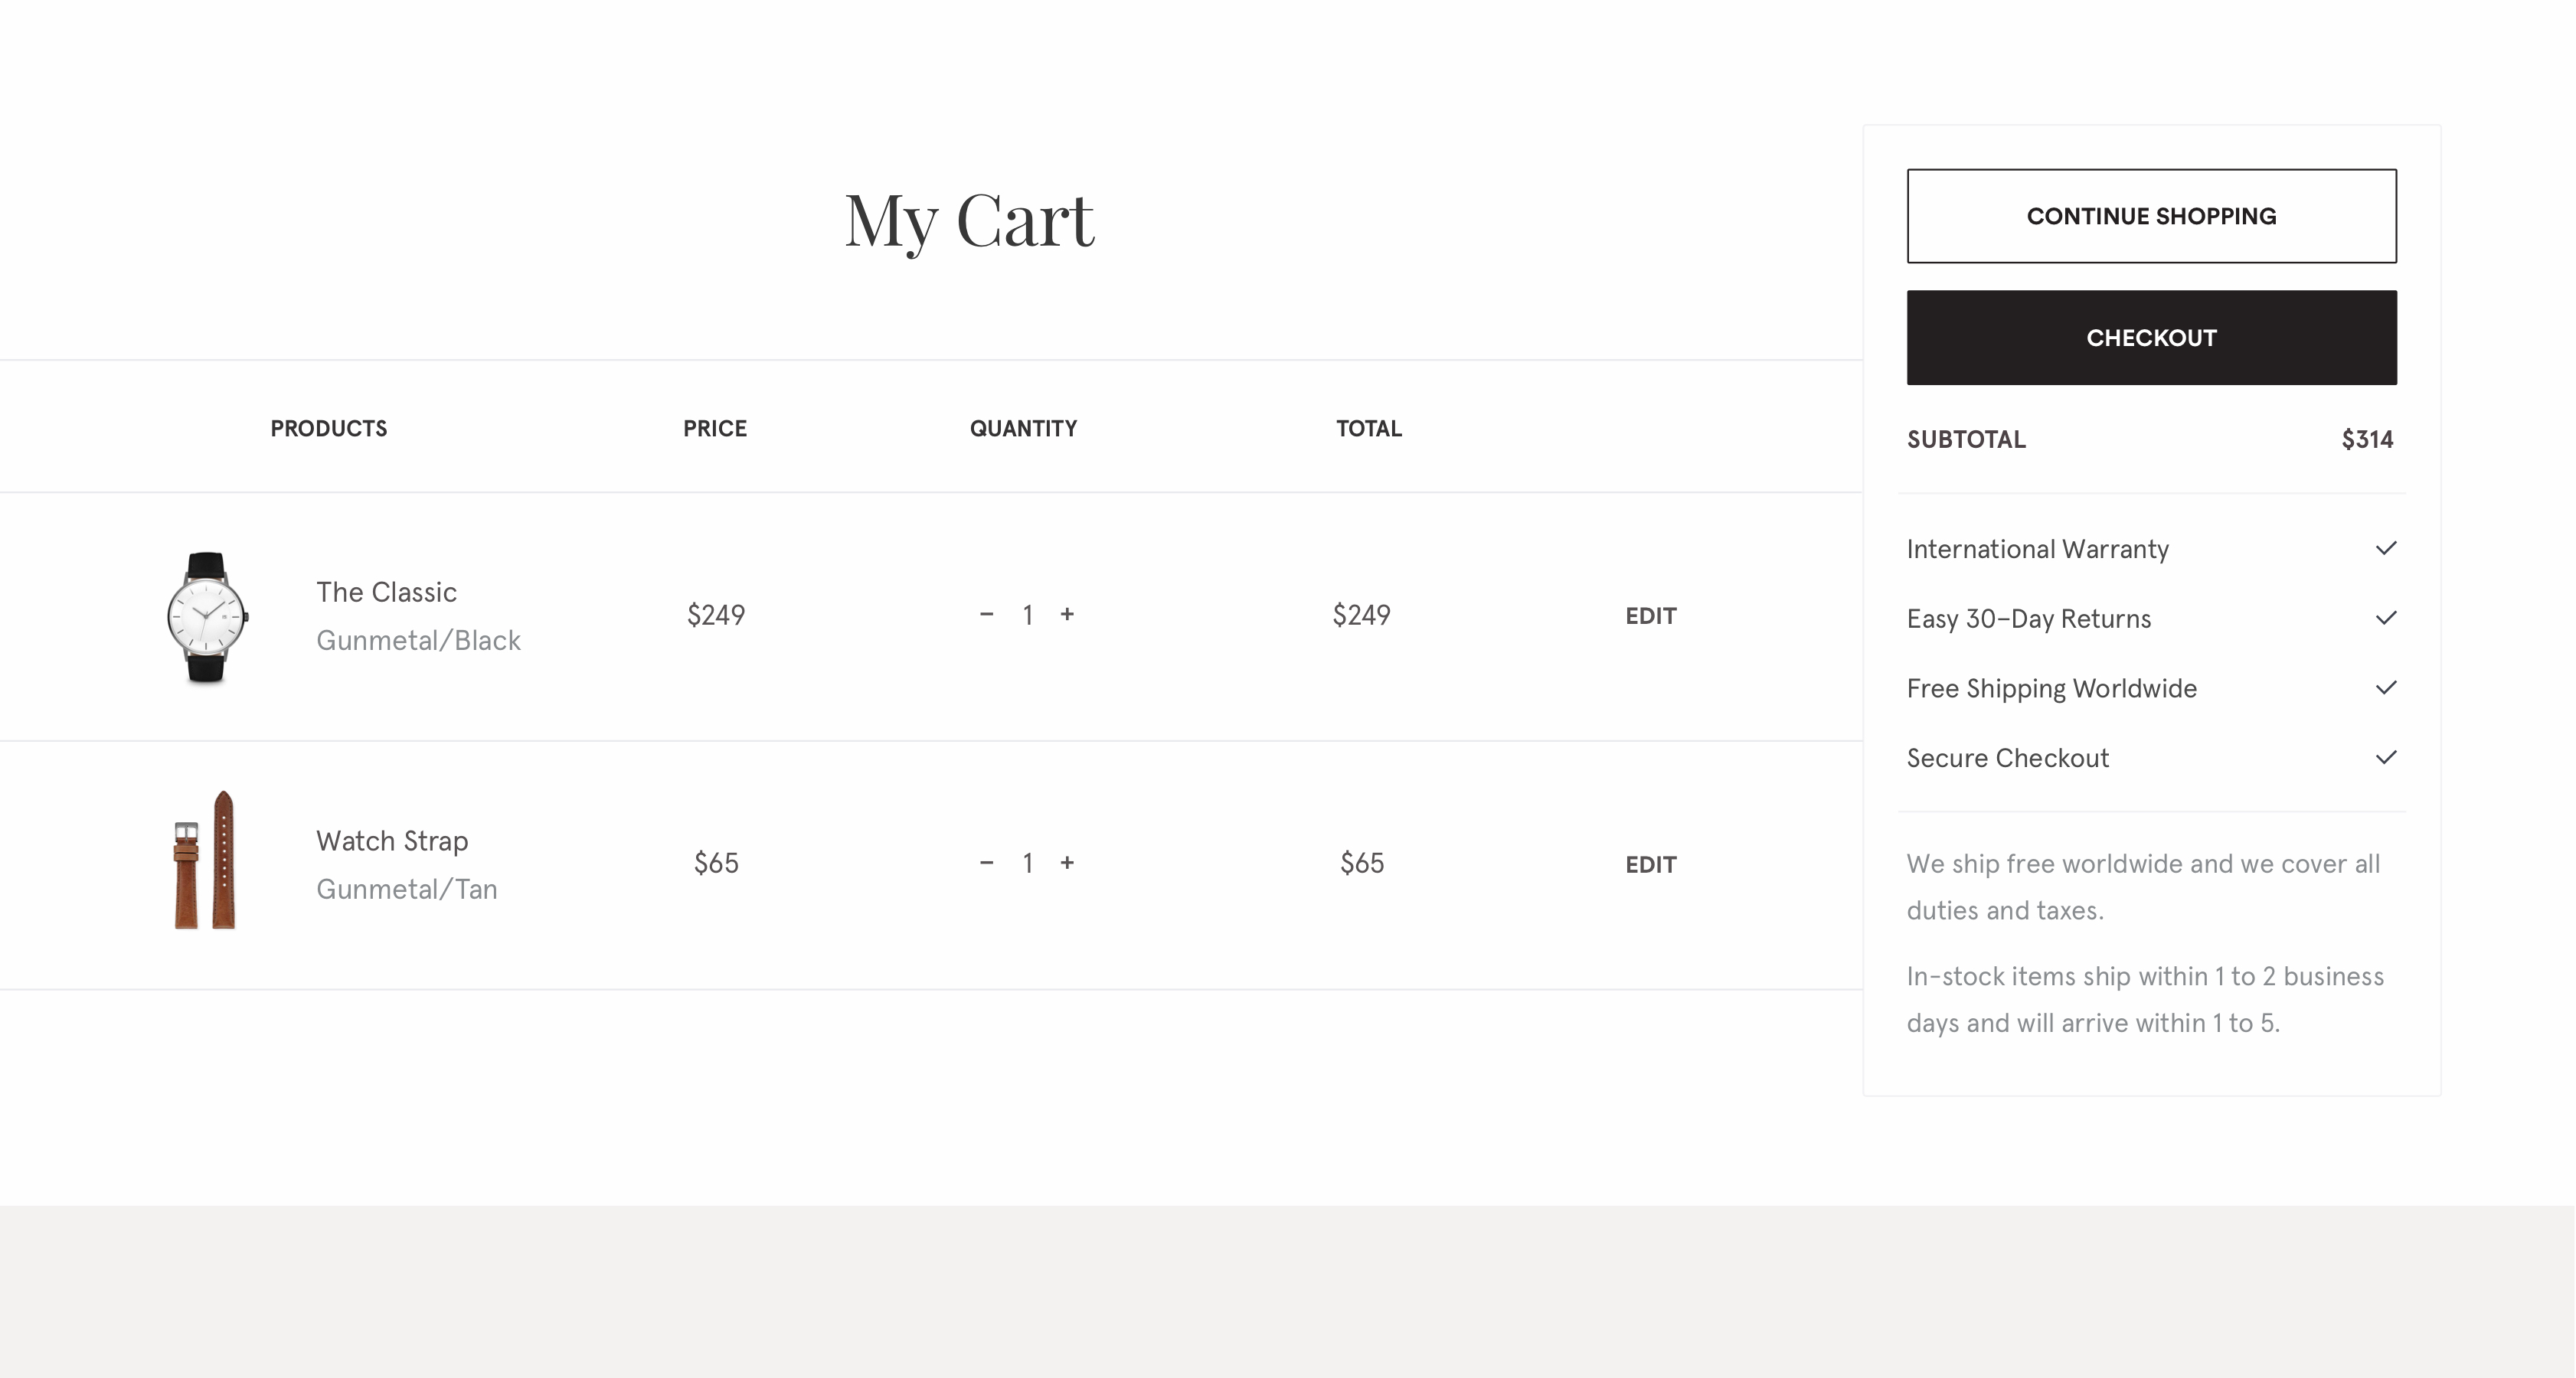 My Cart
PRODUCTS PRICE QUANTITY TOTAL
The Classic
Gunmetal/Black
$249 − 1 + $249 EDIT
Watch Strap
Gunmetal/Tan
$65 − 1 + $65 EDIT
CONTINUE SHOPPING
CHECKOUT
SUBTOTAL $314
International Warranty
Easy 30–Day Returns
Free Shipping Worldwide
Secure Checkout
We ship free worldwide and we cover all
duties and taxes.
In-stock items ship within 1 to 2 business
days and will arrive within 1 to 5.